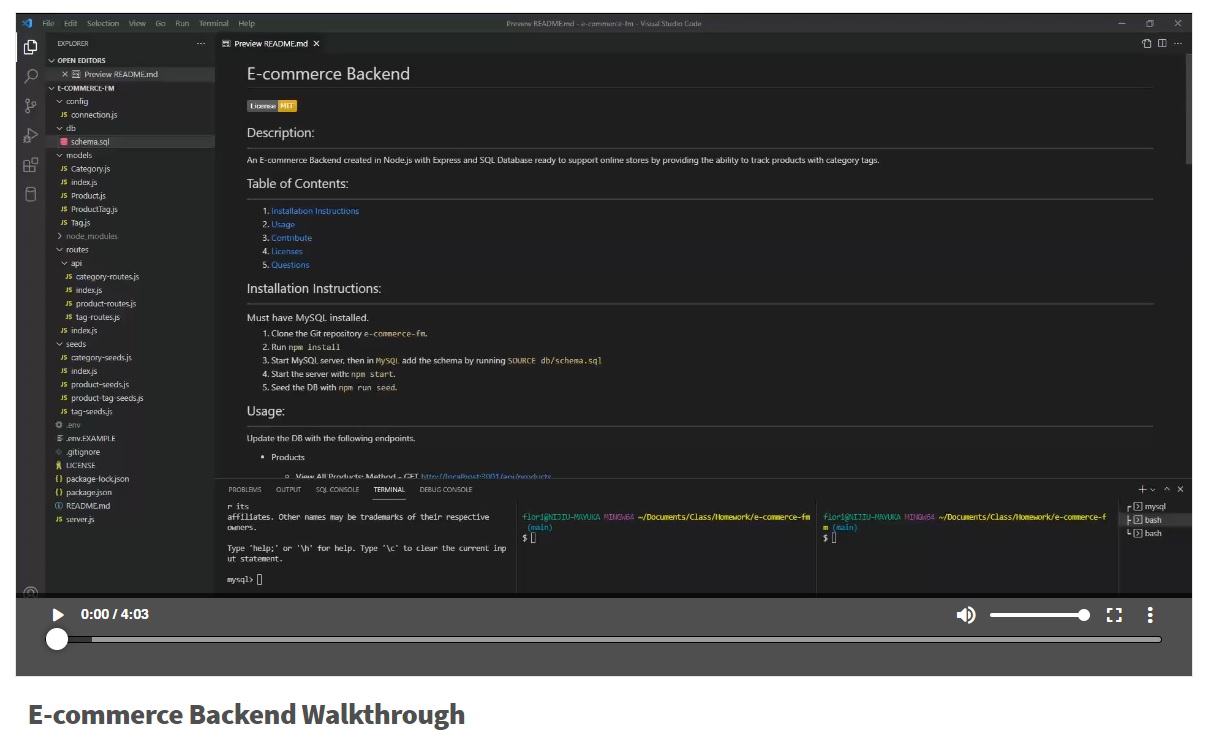 File Edit Selection View Go Run Terminal Help
Preview README.md - e-commerce-fm - Visual Studio Code
EXPLORER
OPEN EDITORS
Preview README.md
E-COMMERCE-FM
config
JS connection.js
db
schema.sql
models
JS Category.js
JS index.js
JS Product.js
JS ProductTag.js
JS Tag.js
node_modules
routes
api
JS category-routes.js
JS index.js
JS product-routes.js
JS tag-routes.js
JS index.js
seeds
JS category-seeds.js
JS index.js
JS product-seeds.js
JS product-tag-seeds.js
JS tag-seeds.js
.env
.env.EXAMPLE
.gitignore
LICENSE
{} package-lock.json
{} package.json
README.md
JS server.js
Preview README.md
E-commerce Backend
License MIT
Description:
An E-commerce Backend created in Node.js with Express and SQL Database ready to support online stores by providing the ability to track products with category tags.
Table of Contents:
1. Installation Instructions
2. Usage
3. Contribute
4. Licenses
5. Questions
Installation Instructions:
Must have MySQL installed.
1. Clone the Git repository e-commerce-fm.
2. Run npm install
3. Start MySQL server, then in MySQL add the schema by running SOURCE db/schema.sql
4. Start the server with: npm start.
5. Seed the DB with npm run seed.
Usage:
Update the DB with the following endpoints.
• Products
View All Products: Method - GET http://localhost:3001/api/products
PROBLEMS OUTPUT SQL CONSOLE TERMINAL DEBUG CONSOLE
r its
affiliates. Other names may be trademarks of their respective
owners.
Type 'help;' or '\h' for help. Type '\c' to clear the current inp
ut statement.
mysql>
flori@NIJIU-MAYUKA MINGW64 ~/Documents/Class/Homework/e-commerce-fm
(main)
$
flori@NIJIU-MAYUKA MINGW64 ~/Documents/Class/Homework/e-commerce-f
m (main)
$
mysql
bash
bash
0:00 / 4:03
E-commerce Backend Walkthrough